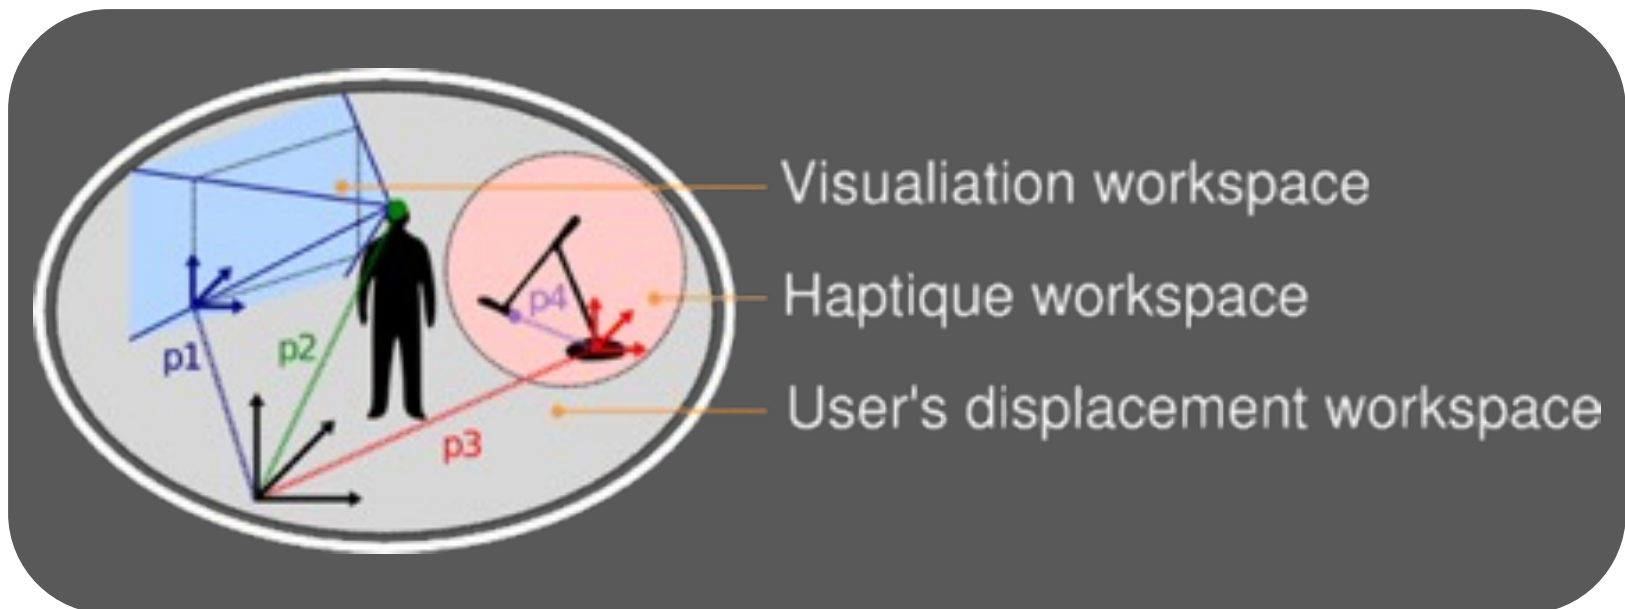 Visualiation workspace
Haptique workspace
User's displacement workspace
p1
p2
p3
p4